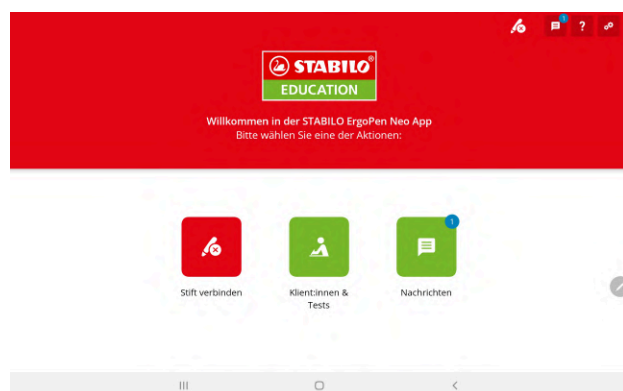 1
?
STABILO®
EDUCATION
Willkommen in der STABILO ErgoPen Neo App
Bitte wählen Sie eine der Aktionen:
1
Stift verbinden
Klient:innen &
Tests
Nachrichten